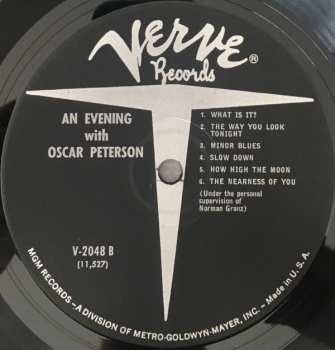 Verve®
Records
AN EVENING
with
OSCAR PETERSON
V-2048 B
(11,527)
1. WHAT IS IT?
2. THE WAY YOU LOOK
TONIGHT
3. MINOR BLUES
4. SLOW DOWN
5. HOW HIGH THE MOON
6. THE NEARNESS OF YOU
(Under the personal
supervision of
Norman Granz)
MGM RECORDS—A DIVISION OF METRO-GOLDWYN-MAYER, INC. – Made in U.S.A.